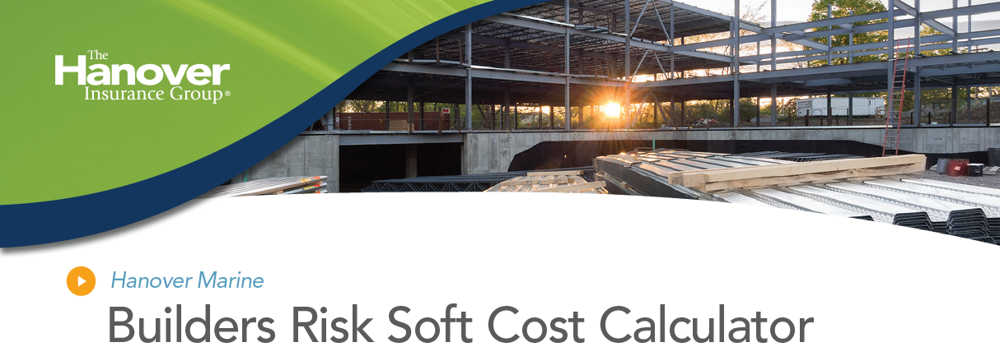 The
Hanover
Insurance Group®
Hanover Marine
Builders Risk Soft Cost Calculator